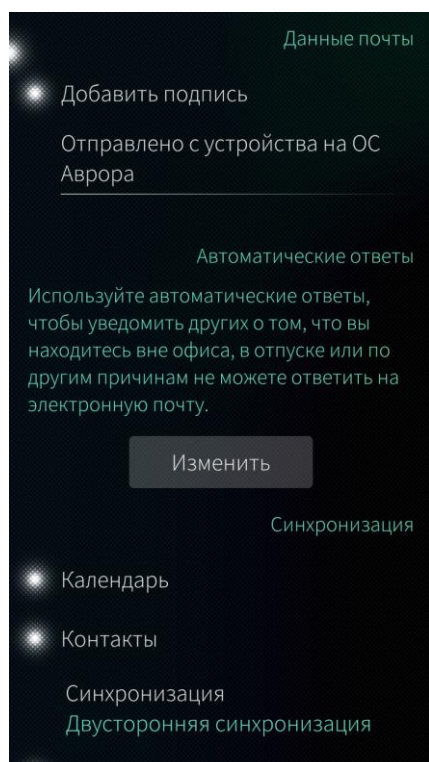 Данные почты
Добавить подпись
Отправлено с устройства на ОС
Аврора
Автоматические ответы
Используйте автоматические ответы,
чтобы уведомить других о том, что вы
находитесь вне офиса, в отпуске или по
другим причинам не можете ответить на
электронную почту.
Изменить
Синхронизация
Календарь
Контакты
Синхронизация
Двусторонняя синхронизация